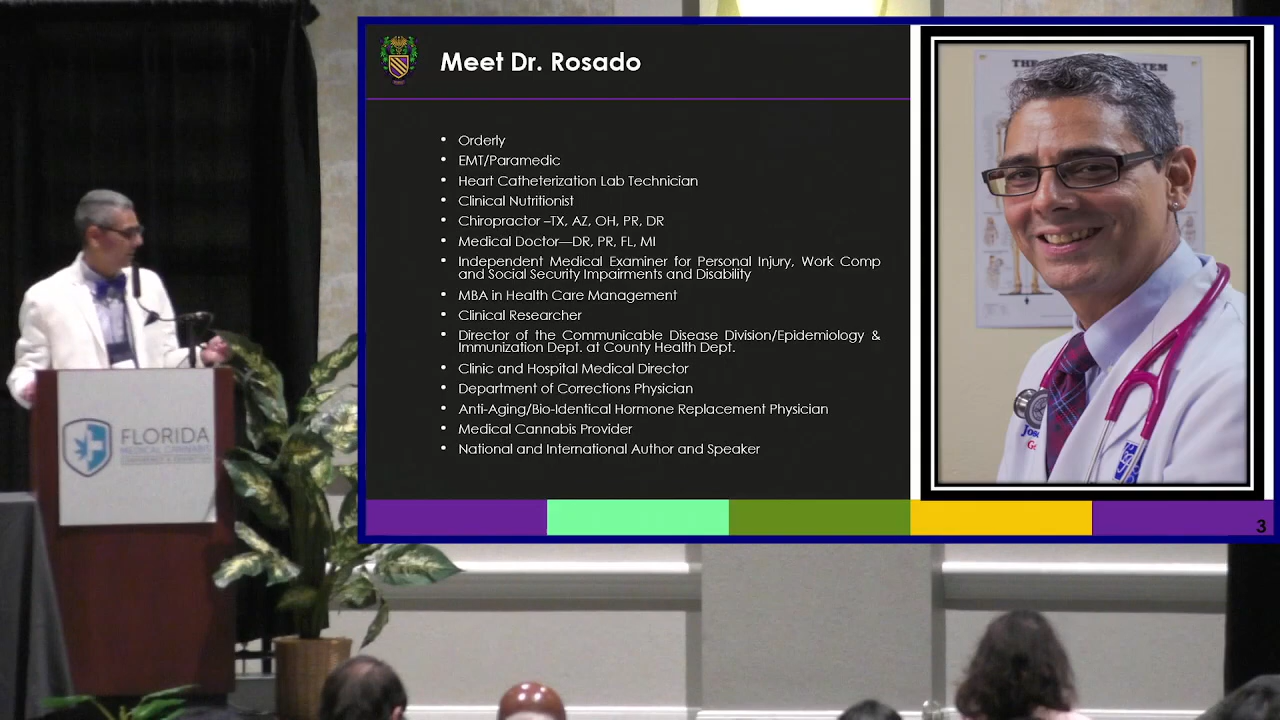 Meet Dr. Rosado
• Orderly
• EMT/Paramedic
• Heart Catheterization Lab Technician
• Clinical Nutritionist
• Chiropractor –TX, AZ, OH, PR, DR
• Medical Doctor—DR, PR, FL, MI
• Independent Medical Examiner for Personal Injury, Work Comp
and Social Security Impairments and Disability
• MBA in Health Care Management
• Clinical Researcher
• Director of the Communicable Disease Division/Epidemiology &
Immunization Dept. at County Health Dept.
• Clinic and Hospital Medical Director
• Department of Corrections Physician
• Anti-Aging/Bio-Identical Hormone Replacement Physician
• Medical Cannabis Provider
• National and International Author and Speaker
3
FLORIDA
MEDICAL CANNABIS
CONFERENCE & EXHIBITION